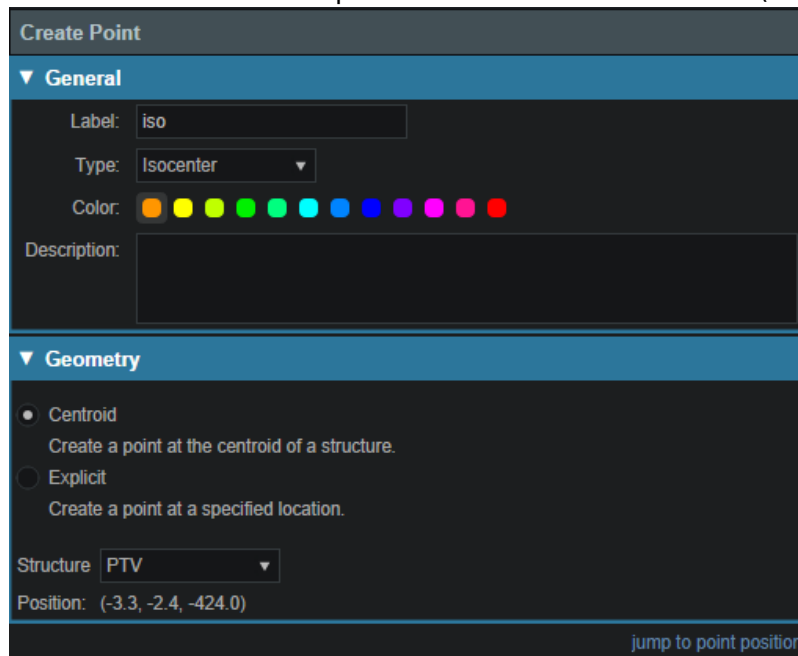 Create Point
▼ General
Label: iso
Type: Isocenter ▼
Color:
Description:
▼ Geometry
Centroid
Create a point at the centroid of a structure.
Explicit
Create a point at a specified location.
Structure PTV ▼
Position: (-3.3, -2.4, -424.0)
jump to point position